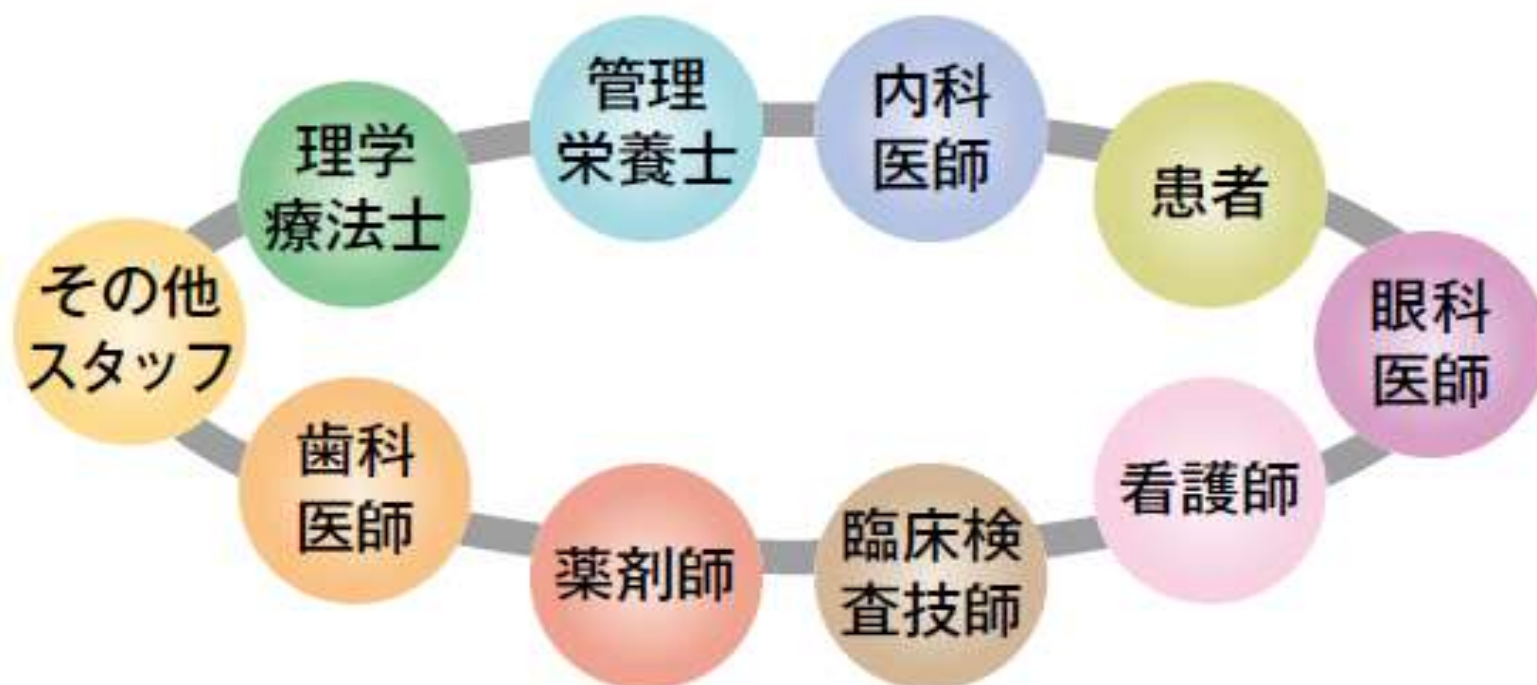 管理
栄養士
内科
医師
患者
眼科
医師
看護師
臨床検
査技師
薬剤師
歯科
医師
その他
スタッフ
理学
療法士